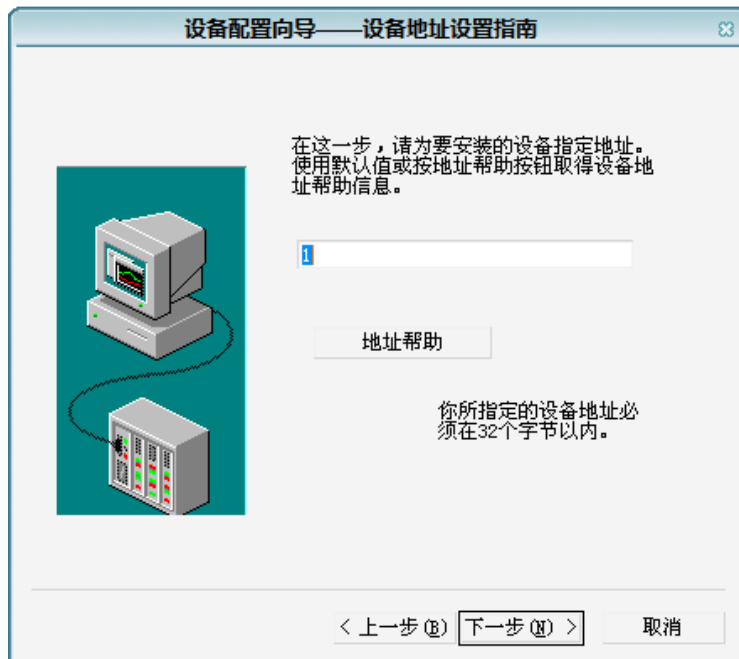 设备配置向导——设备地址设置指南
在这一步，请为要安装的设备指定地址。
使用默认值或按地址帮助按钮取得设备地
址帮助信息。
1
地址帮助
你所指定的设备地址必
须在32个字节以内。
< 上一步(B) 下一步(N) > 取消